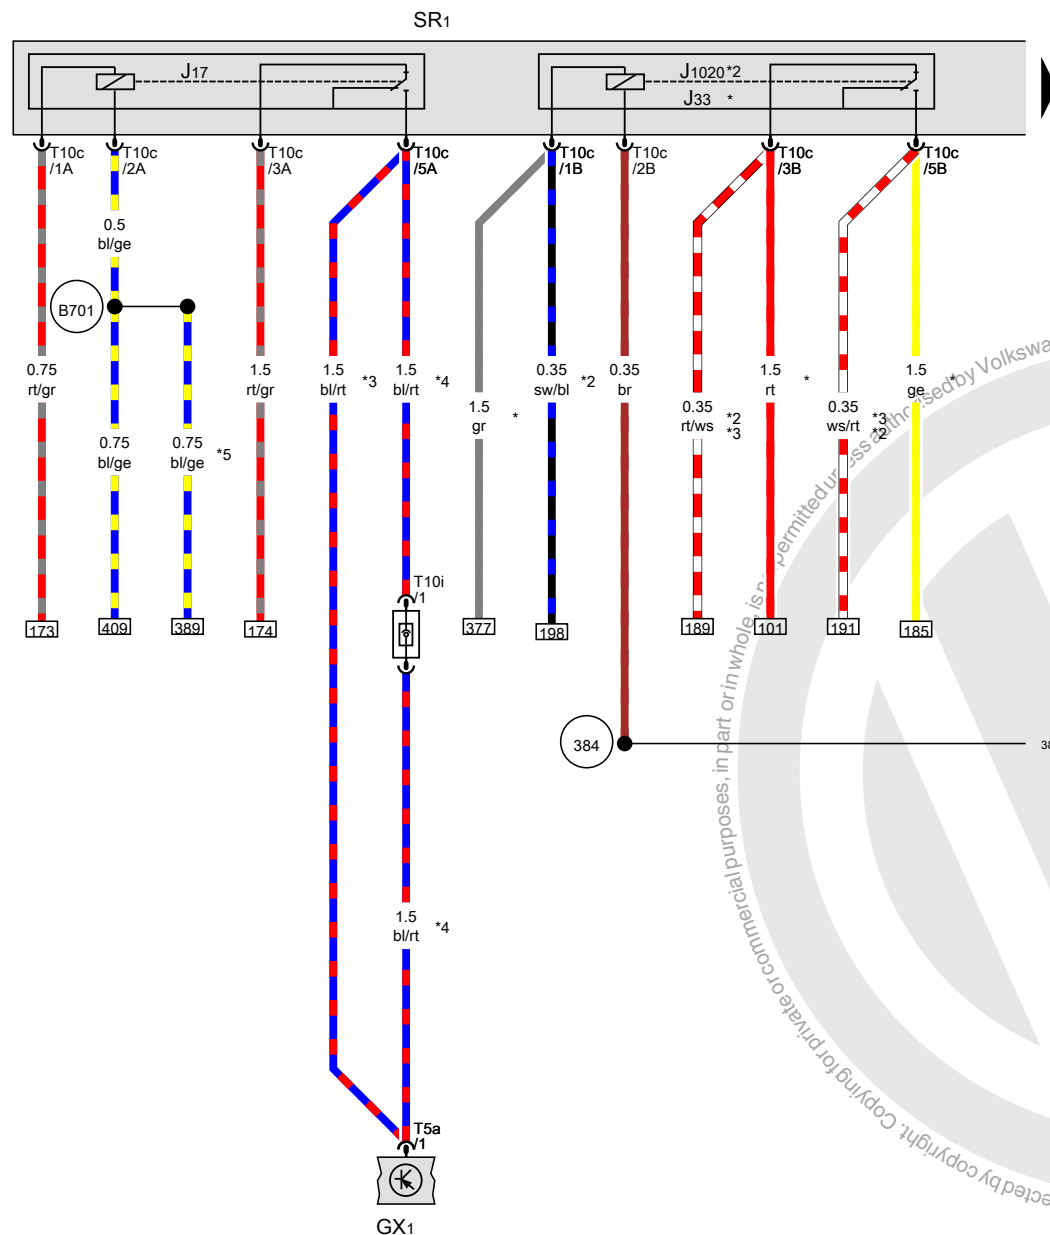 SR1
J17
J1020 *2
J33 *
T10c
/1A
T10c
/2A
T10c
/3A
T10c
/5A
T10c
/1B
T10c
/2B
T10c
/3B
T10c
/5B
0.5
bl/ge
B701
0.75
rt/gr
1.5
rt/gr
1.5
bl/rt *3
1.5
bl/rt *4
0.35
sw/bl *2
0.35
br
1.5
rt *
1.5
ge *
1.5
gr *
0.35
rt/ws *2
*3
0.35
ws/rt *3
*2
0.75
bl/ge
0.75
bl/ge *5
T10i
/1
173
409
389
174
377
198
189
101
191
185
384
38
1.5
bl/rt *4
T5a
/1
GX1
ected by copyright. Copying for private or commercial purposes, in part or in whole, is permitted authorised by Volkswa